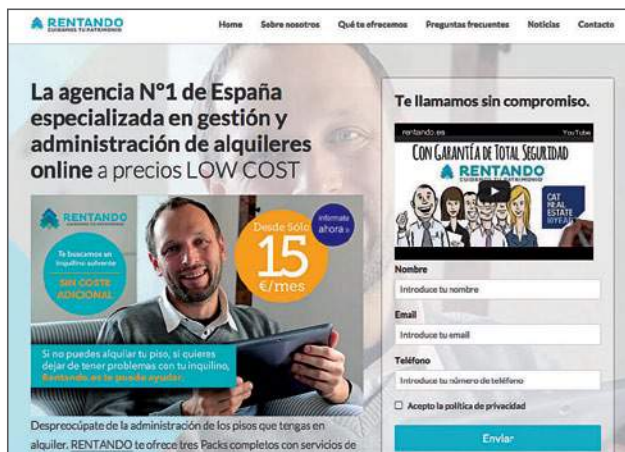 RENTANDO
CUIDAMOS TU PATRIMONIO
Home Sobre nosotros Qué te ofrecemos Preguntas frecuentes Noticias Contacto
La agencia Nº1 de España
especializada en gestión y
administración de alquileres
online a precios LOW COST
RENTANDO
CUIDAMOS TU PATRIMONIO
Te buscamos un
inquilino solvente
SIN COSTE
ADICIONAL
Desde Sólo
15
€/mes
infórmate
ahora »
Si no puedes alquilar tu piso, si quieres
dejar de tener problemas con tu inquilino,
Rentando.es te puede ayudar.
Despreocúpate de la administración de los pisos que tengas en
alquiler. RENTANDO te ofrece tres Packs completos con servicios de
Te llamamos sin compromiso.
rentando.es
YouTube
CON GARANTÍA DE TOTAL SEGURIDAD
RENTANDO
CUIDAMOS TU PATRIMONIO
CAT
REAL
ESTATE
Nombre
Introduce tu nombre
Email
Introduce tu email
Teléfono
Introduce tu número de teléfono
Acepto la política de privacidad
Enviar